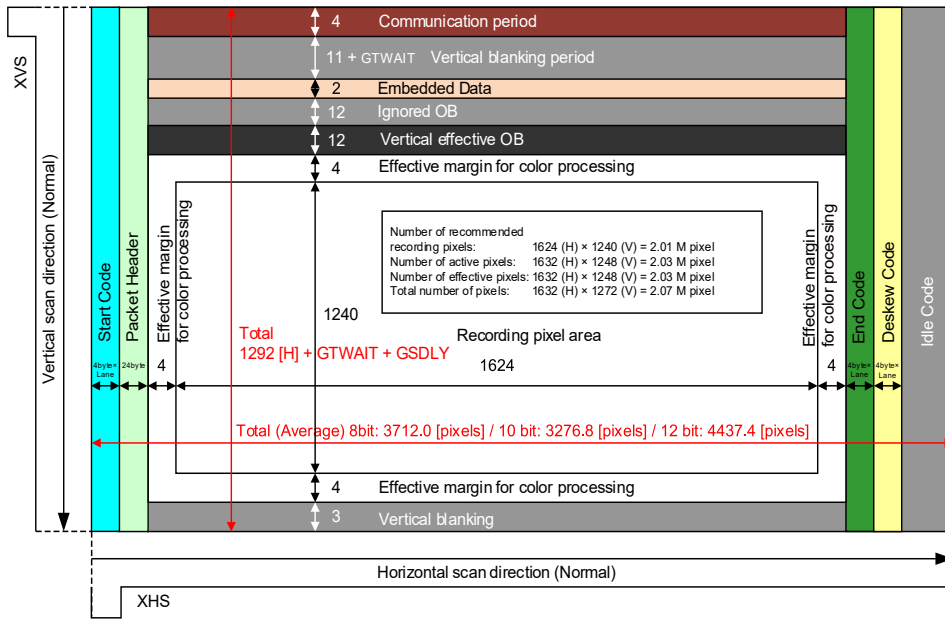 XVS
Vertical scan direction (Normal)
4 Communication period
11 + GTWAIT Vertical blanking period
2 Embedded Data
12 Ignored OB
12 Vertical effective OB
4 Effective margin for color processing
Start Code
Packet Header
Effective margin
for color processing
Number of recommended
recording pixels: 1624 (H) × 1240 (V) = 2.01 M pixel
Number of active pixels: 1632 (H) × 1248 (V) = 2.03 M pixel
Number of effective pixels: 1632 (H) × 1248 (V) = 2.03 M pixel
Total number of pixels: 1632 (H) × 1272 (V) = 2.07 M pixel
Effective margin
for color processing
End Code
Deskew Code
Idle Code
1240
Total
1292 [H] + GTWAIT + GSDLY
Recording pixel area
1624
4byte×
Lane
24byte
4
4
4byte×
Lane
4byte×
Lane
Total (Average) 8bit: 3712.0 [pixels] / 10 bit: 3276.8 [pixels] / 12 bit: 4437.4 [pixels]
4 Effective margin for color processing
3 Vertical blanking
Horizontal scan direction (Normal)
XHS